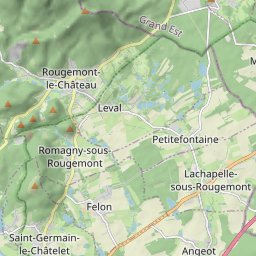 Grand Est
Rougemont-
le-Château
M
Leval
Petitefontaine
Romagny-sous-
Rougemont
Lachapelle-
sous-Rougemont
Felon
Saint-Germain-
le-Châtelet
Angeot